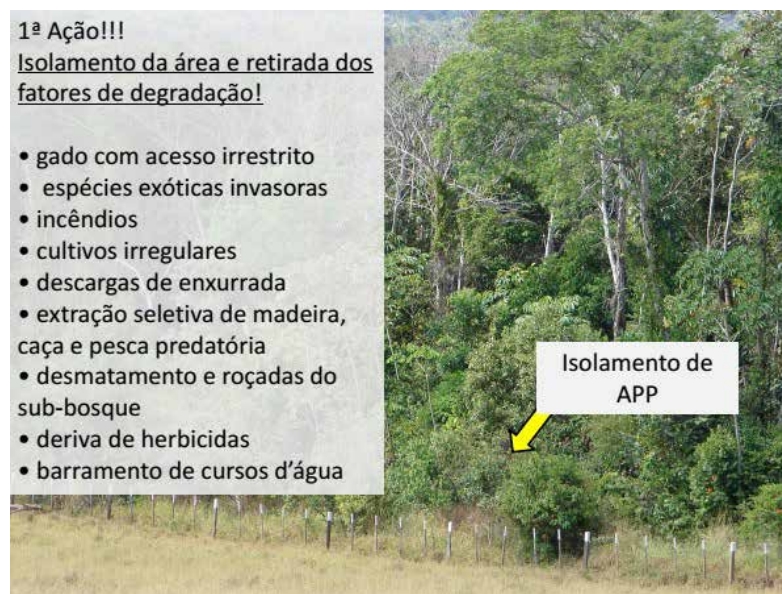 1ª Ação!!!
Isolamento da área e retirada dos
fatores de degradação!
• gado com acesso irrestrito
• espécies exóticas invasoras
• incêndios
• cultivos irregulares
• descargas de enxurrada
• extração seletiva de madeira,
caça e pesca predatória
• desmatamento e roçadas do
sub-bosque
• deriva de herbicidas
• barramento de cursos d'água
Isolamento de
APP